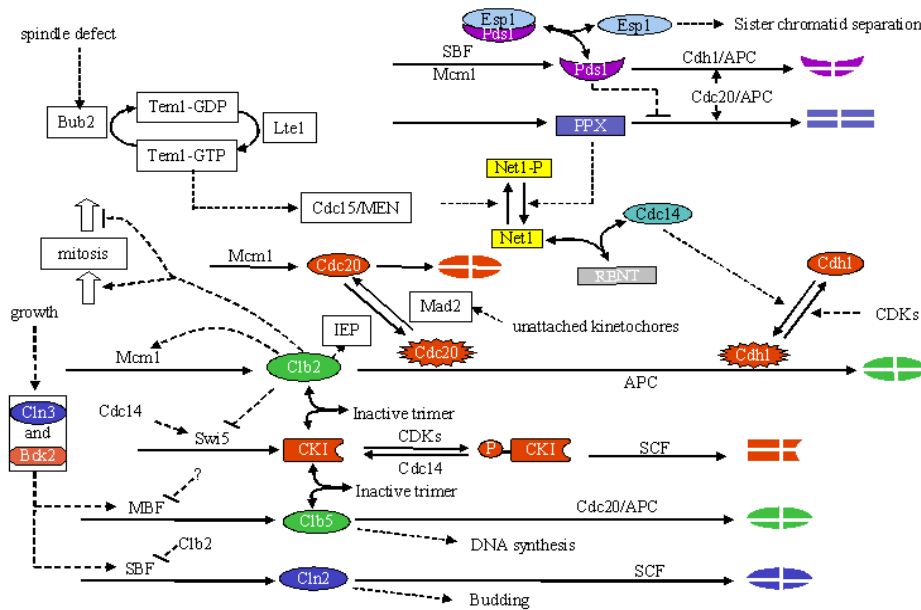 Esp1
Pds1
Esp1
Sister chromatid separation
spindle defect
SBF
Mcm1
Pds1
Cdh1/APC
Cdc20/APC
Tem1-GDP
Bub2
Lte1
Tem1-GTP
PPX
Net1-P
Cdc15/MEN
Net1
Cdc14
RENT
mitosis
Mcm1
Cdc20
Cdh1
growth
Mad2
unattached kinetochores
CDKs
IEP
Mcm1
Clb2
Cdc20
Cdh1
APC
Cln3
and
Bck2
Cdc14
Swi5
Inactive trimer
CKI
CDKs
Cdc14
P
CKI
SCF
?
Inactive trimer
MBF
Clb5
Cdc20/APC
DNA synthesis
Clb2
SBF
Cln2
SCF
Budding